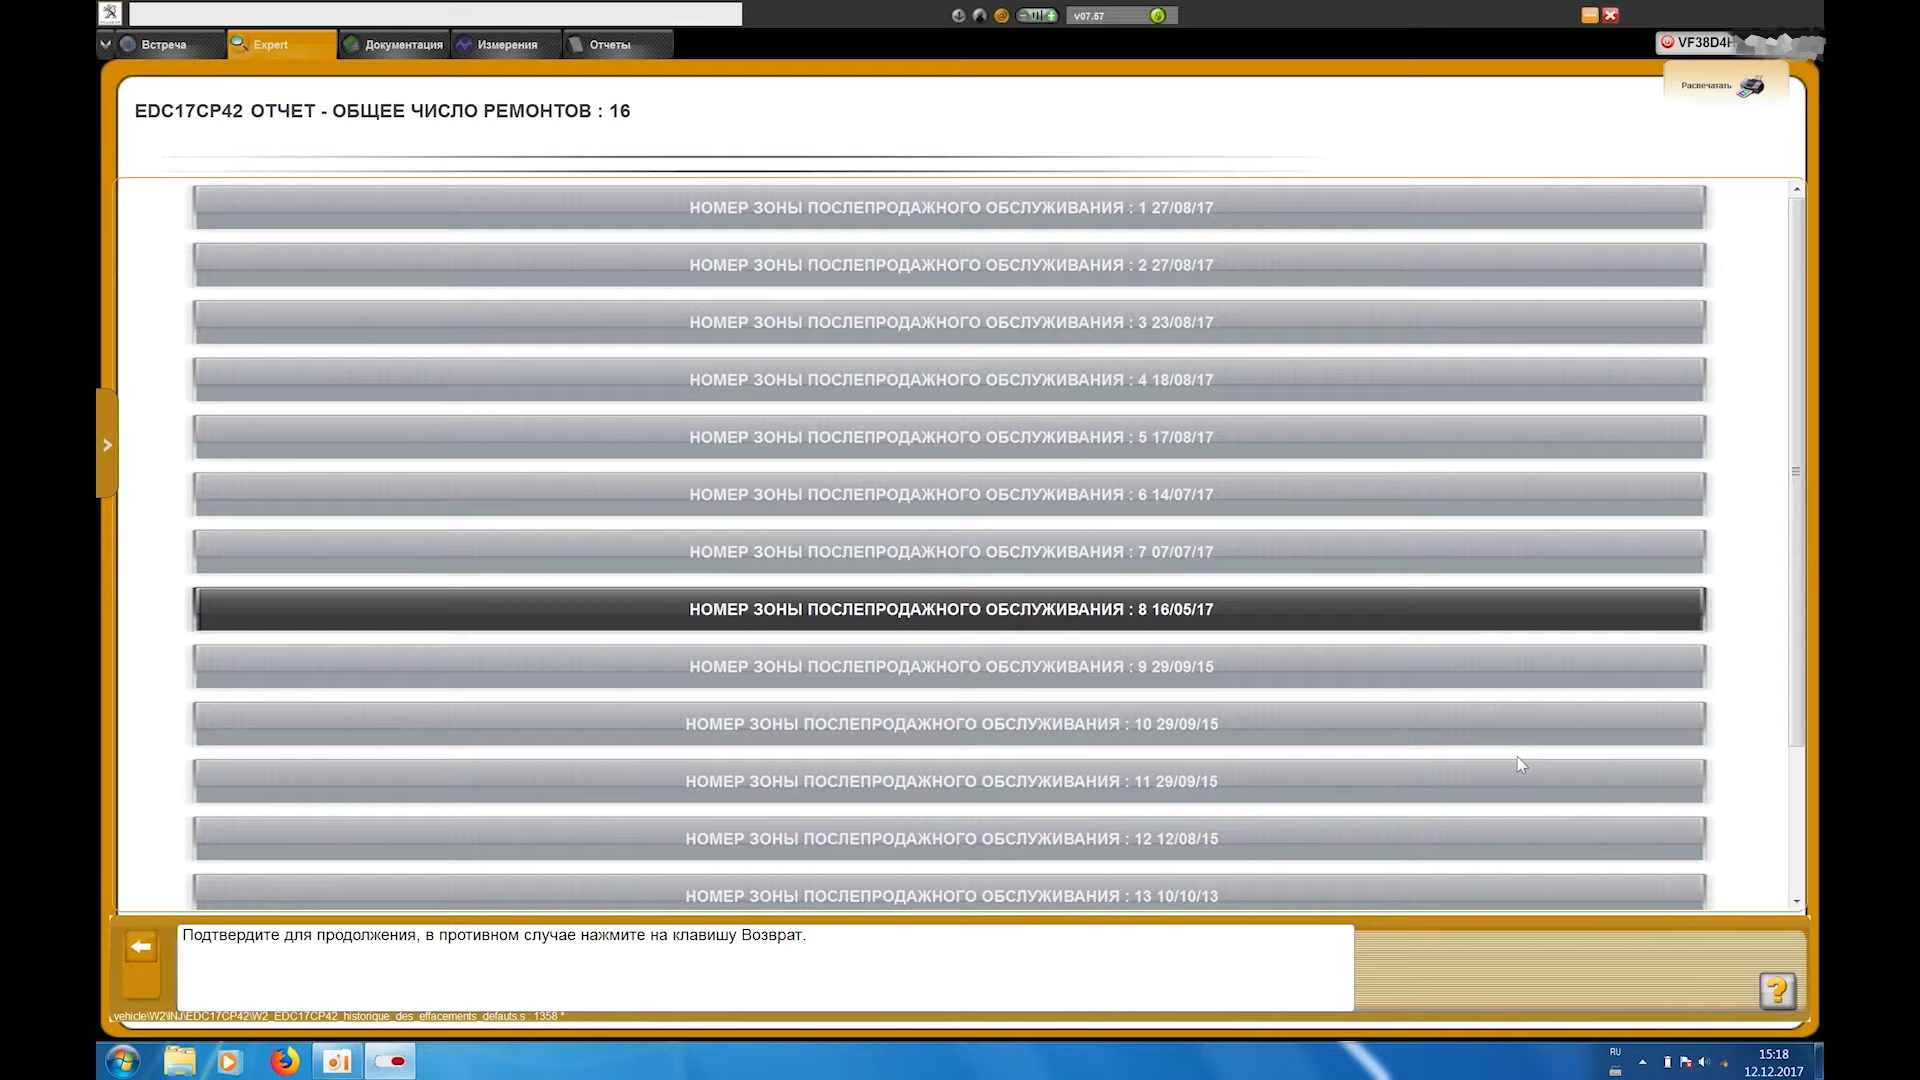 v07.57
Встреча
Expert
Документация
Измерения
Отчеты
VF38D4H
Распечатать
EDC17CP42 ОТЧЕТ - ОБЩЕЕ ЧИСЛО РЕМОНТОВ : 16
НОМЕР ЗОНЫ ПОСЛЕПРОДАЖНОГО ОБСЛУЖИВАНИЯ : 1 27/08/17
НОМЕР ЗОНЫ ПОСЛЕПРОДАЖНОГО ОБСЛУЖИВАНИЯ : 2 27/08/17
НОМЕР ЗОНЫ ПОСЛЕПРОДАЖНОГО ОБСЛУЖИВАНИЯ : 3 23/08/17
НОМЕР ЗОНЫ ПОСЛЕПРОДАЖНОГО ОБСЛУЖИВАНИЯ : 4 18/08/17
НОМЕР ЗОНЫ ПОСЛЕПРОДАЖНОГО ОБСЛУЖИВАНИЯ : 5 17/08/17
НОМЕР ЗОНЫ ПОСЛЕПРОДАЖНОГО ОБСЛУЖИВАНИЯ : 6 14/07/17
НОМЕР ЗОНЫ ПОСЛЕПРОДАЖНОГО ОБСЛУЖИВАНИЯ : 7 07/07/17
НОМЕР ЗОНЫ ПОСЛЕПРОДАЖНОГО ОБСЛУЖИВАНИЯ : 8 16/05/17
НОМЕР ЗОНЫ ПОСЛЕПРОДАЖНОГО ОБСЛУЖИВАНИЯ : 9 29/09/15
НОМЕР ЗОНЫ ПОСЛЕПРОДАЖНОГО ОБСЛУЖИВАНИЯ : 10 29/09/15
НОМЕР ЗОНЫ ПОСЛЕПРОДАЖНОГО ОБСЛУЖИВАНИЯ : 11 29/09/15
НОМЕР ЗОНЫ ПОСЛЕПРОДАЖНОГО ОБСЛУЖИВАНИЯ : 12 12/08/15
НОМЕР ЗОНЫ ПОСЛЕПРОДАЖНОГО ОБСЛУЖИВАНИЯ : 13 10/10/13
Подтвердите для продолжения, в противном случае нажмите на клавишу Возврат.
vehicle\W2\INJ\EDC17CP42\W2_EDC17CP42_historique_des_effacements_defauts.s : 1358 *
RU
15:18
12.12.2017